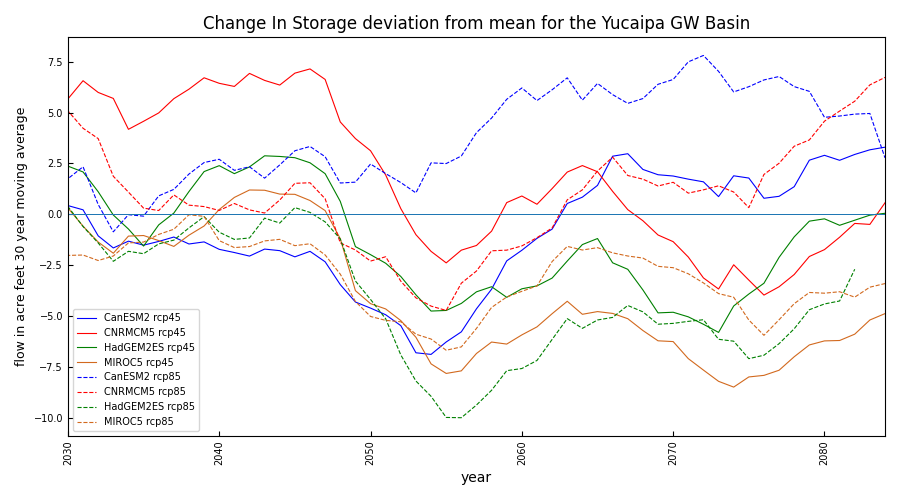 Change In Storage deviation from mean for the Yucaipa GW Basin
flow in acre feet 30 year moving average
7.5
5.0
2.5
0.0
−2.5
−5.0
−7.5
−10.0
CanESM2 rcp45
CNRMCM5 rcp45
HadGEM2ES rcp45
MIROC5 rcp45
CanESM2 rcp85
CNRMCM5 rcp85
HadGEM2ES rcp85
MIROC5 rcp85
2030
2040
2050
2060
2070
2080
year